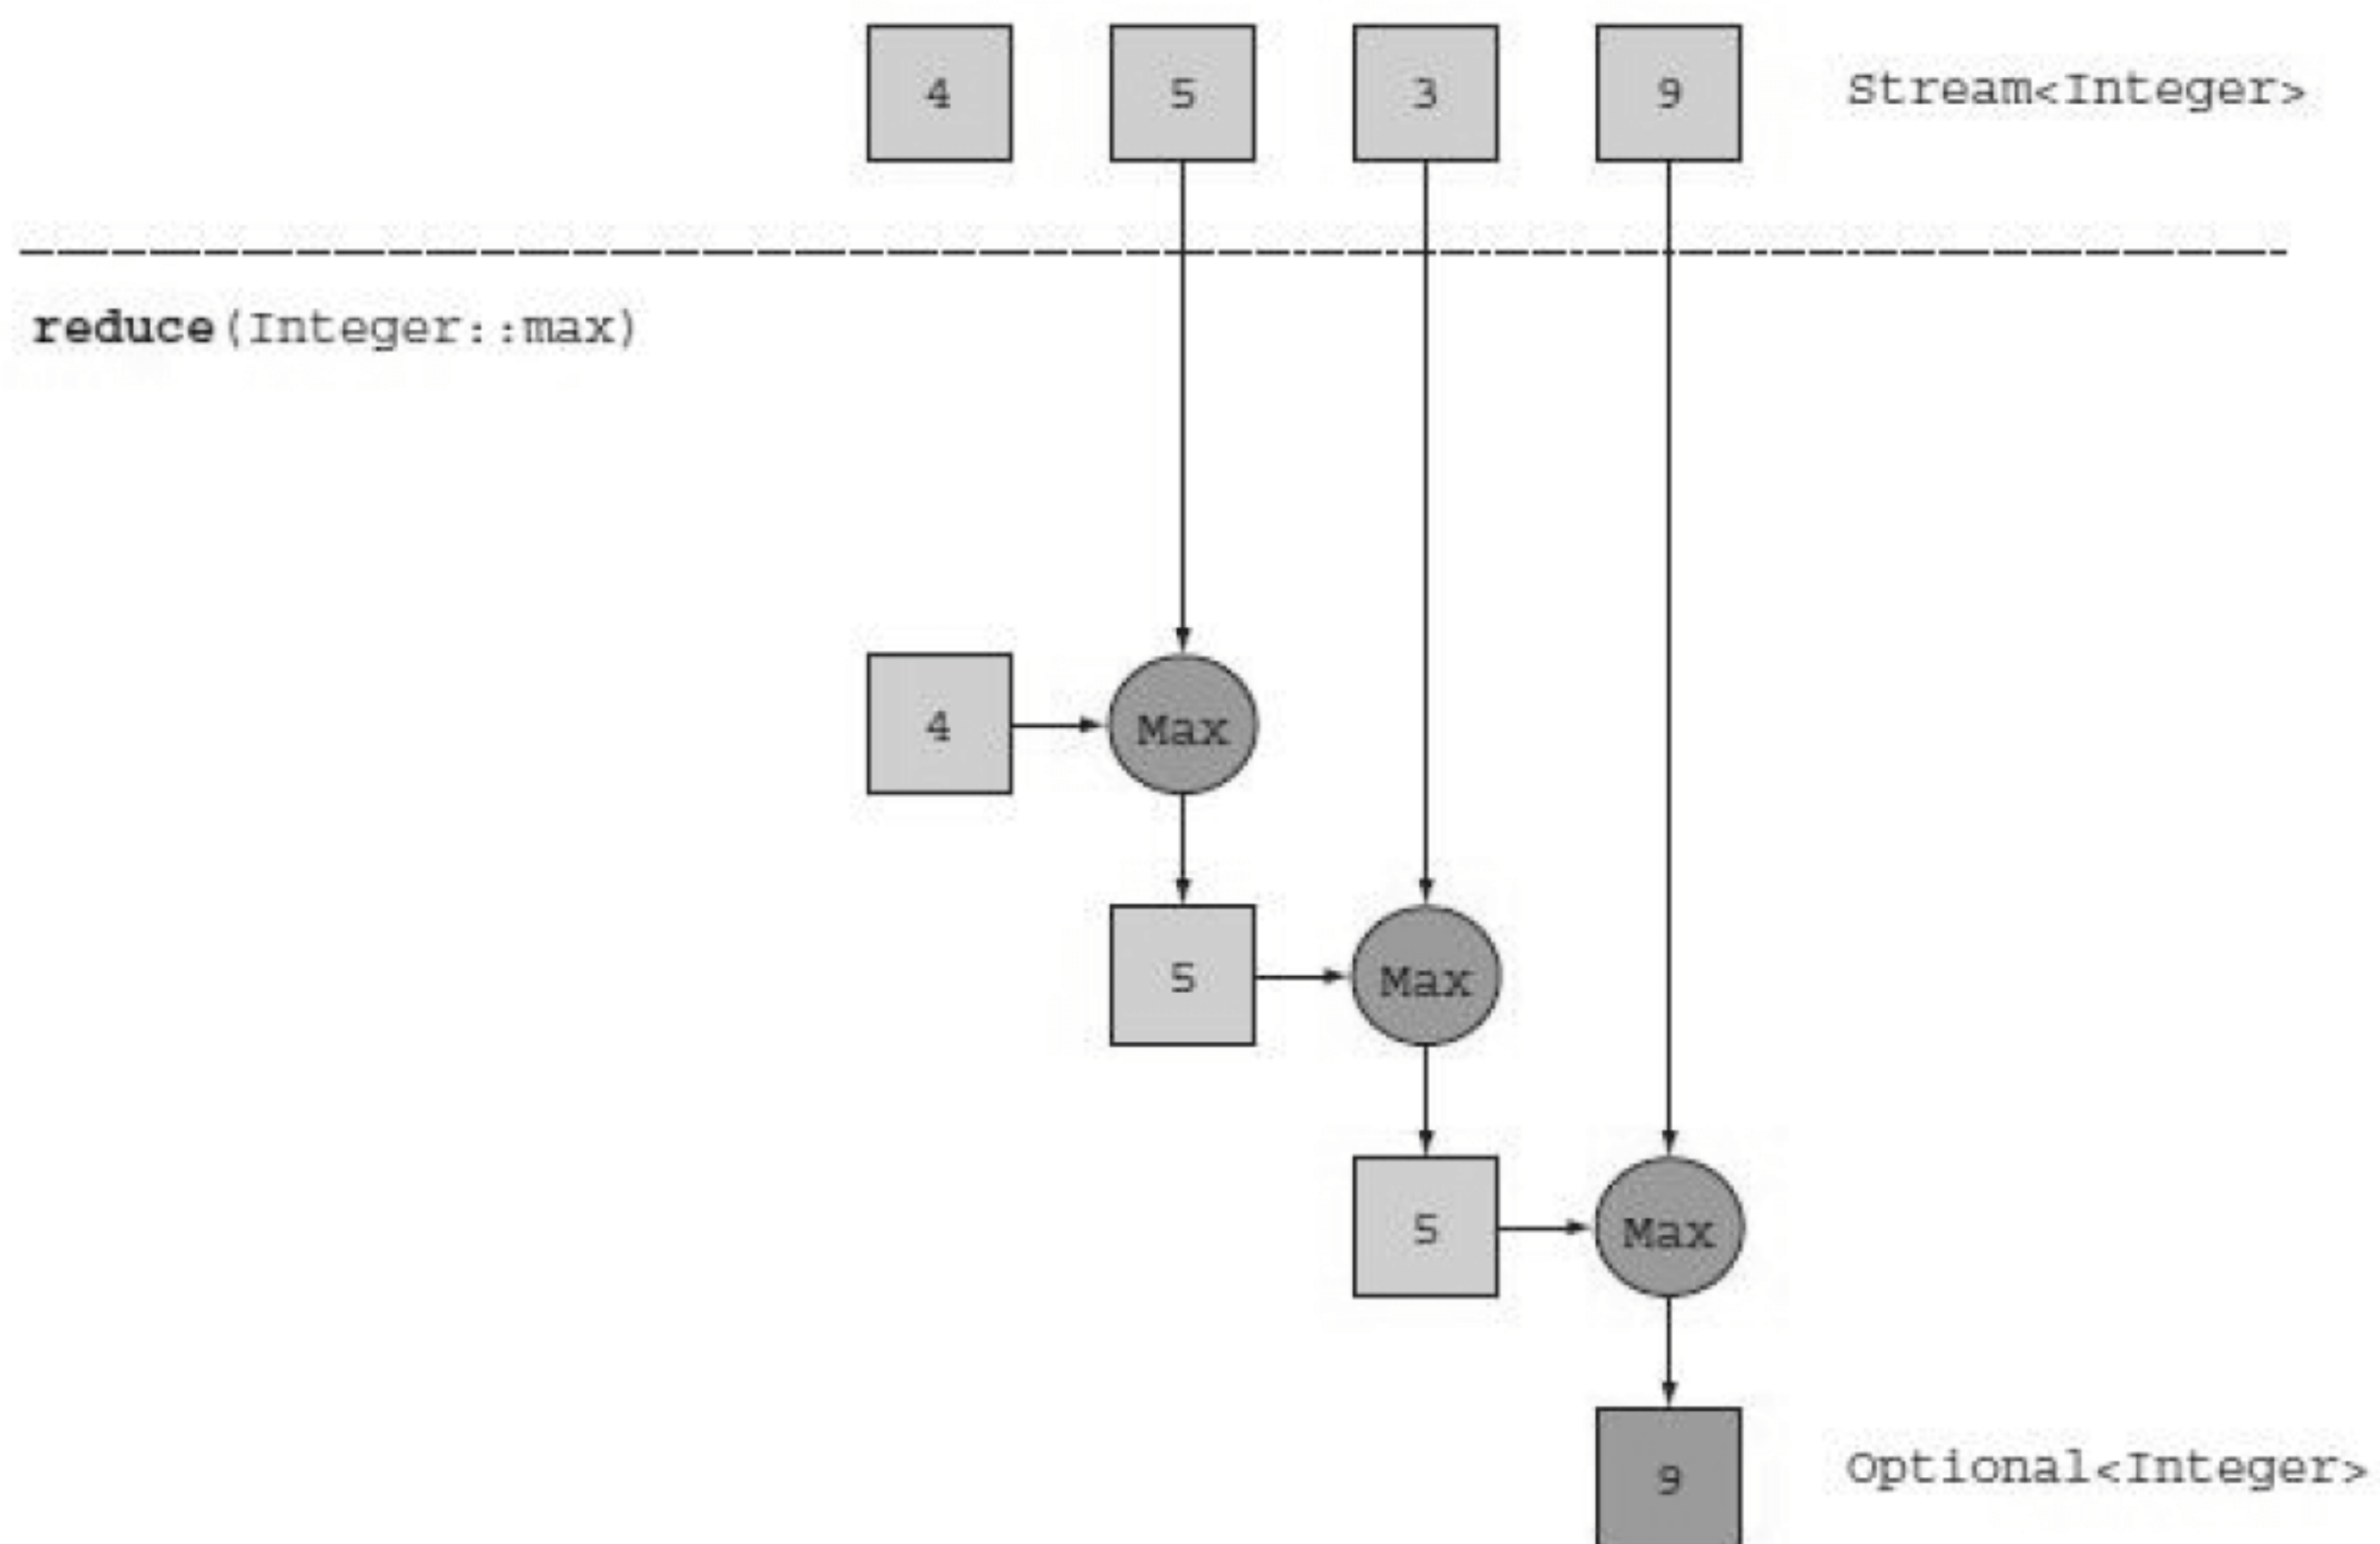 4 5 3 9 Stream<Integer>
reduce(Integer::max)
4 Max
5 Max
5 Max
9 Optional<Integer>